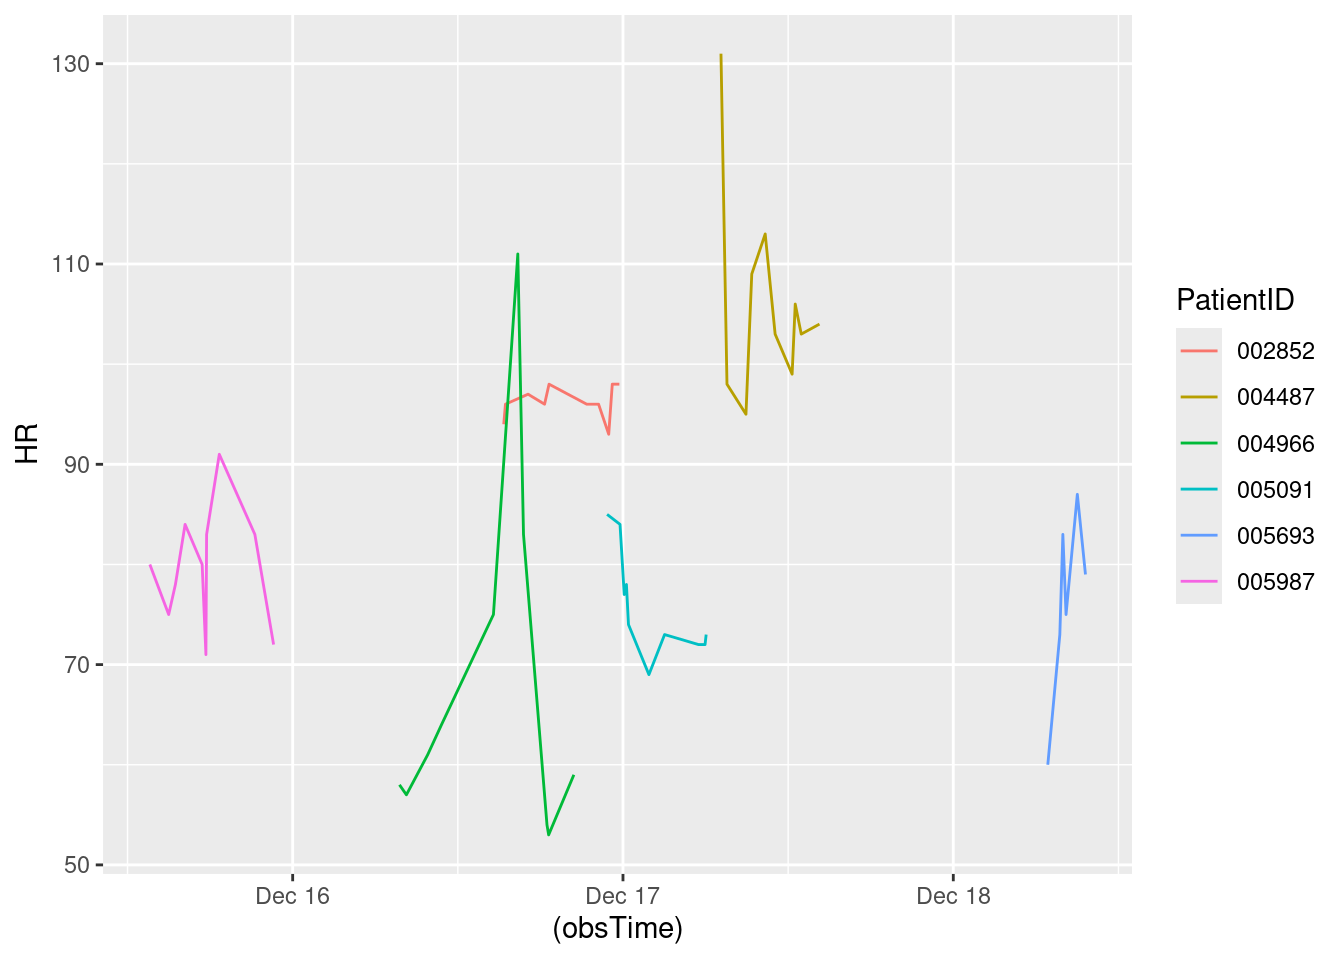 130
110
90
70
50
HR
Dec 16
Dec 17
Dec 18
(obsTime)
PatientID
002852
004487
004966
005091
005693
005987